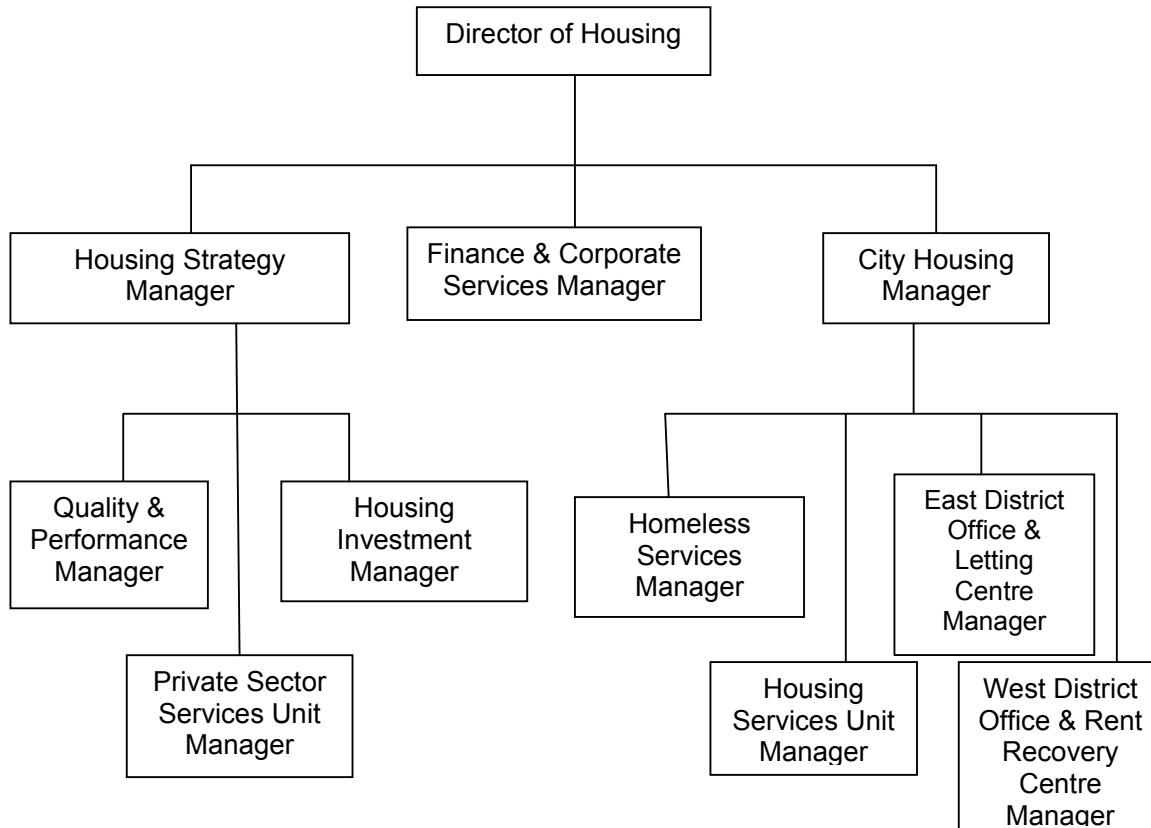 Director of Housing
Housing Strategy
Manager
Finance & Corporate
Services Manager
City Housing
Manager
Quality &
Performance
Manager
Housing
Investment
Manager
Private Sector
Services Unit
Manager
Homeless
Services
Manager
Housing
Services Unit
Manager
East District
Office &
Letting
Centre
Manager
West District
Office & Rent
Recovery
Centre
Manager